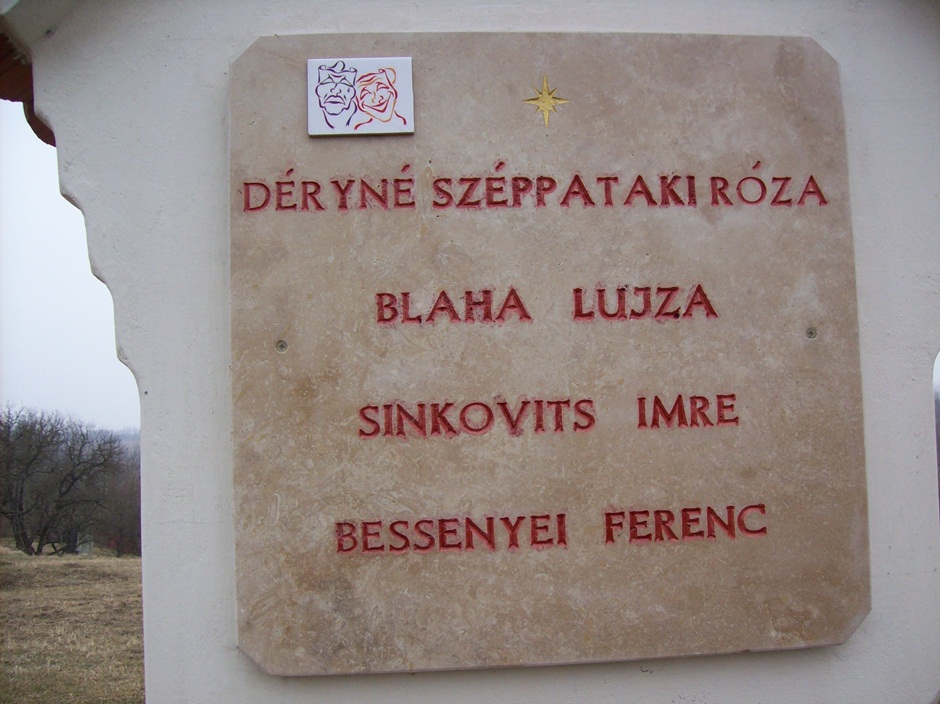 DÉRYNÉ SZÉPPATAKI RÓZA
BLAHA LUJZA
SINKOVITS IMRE
BESSENYEI FERENC